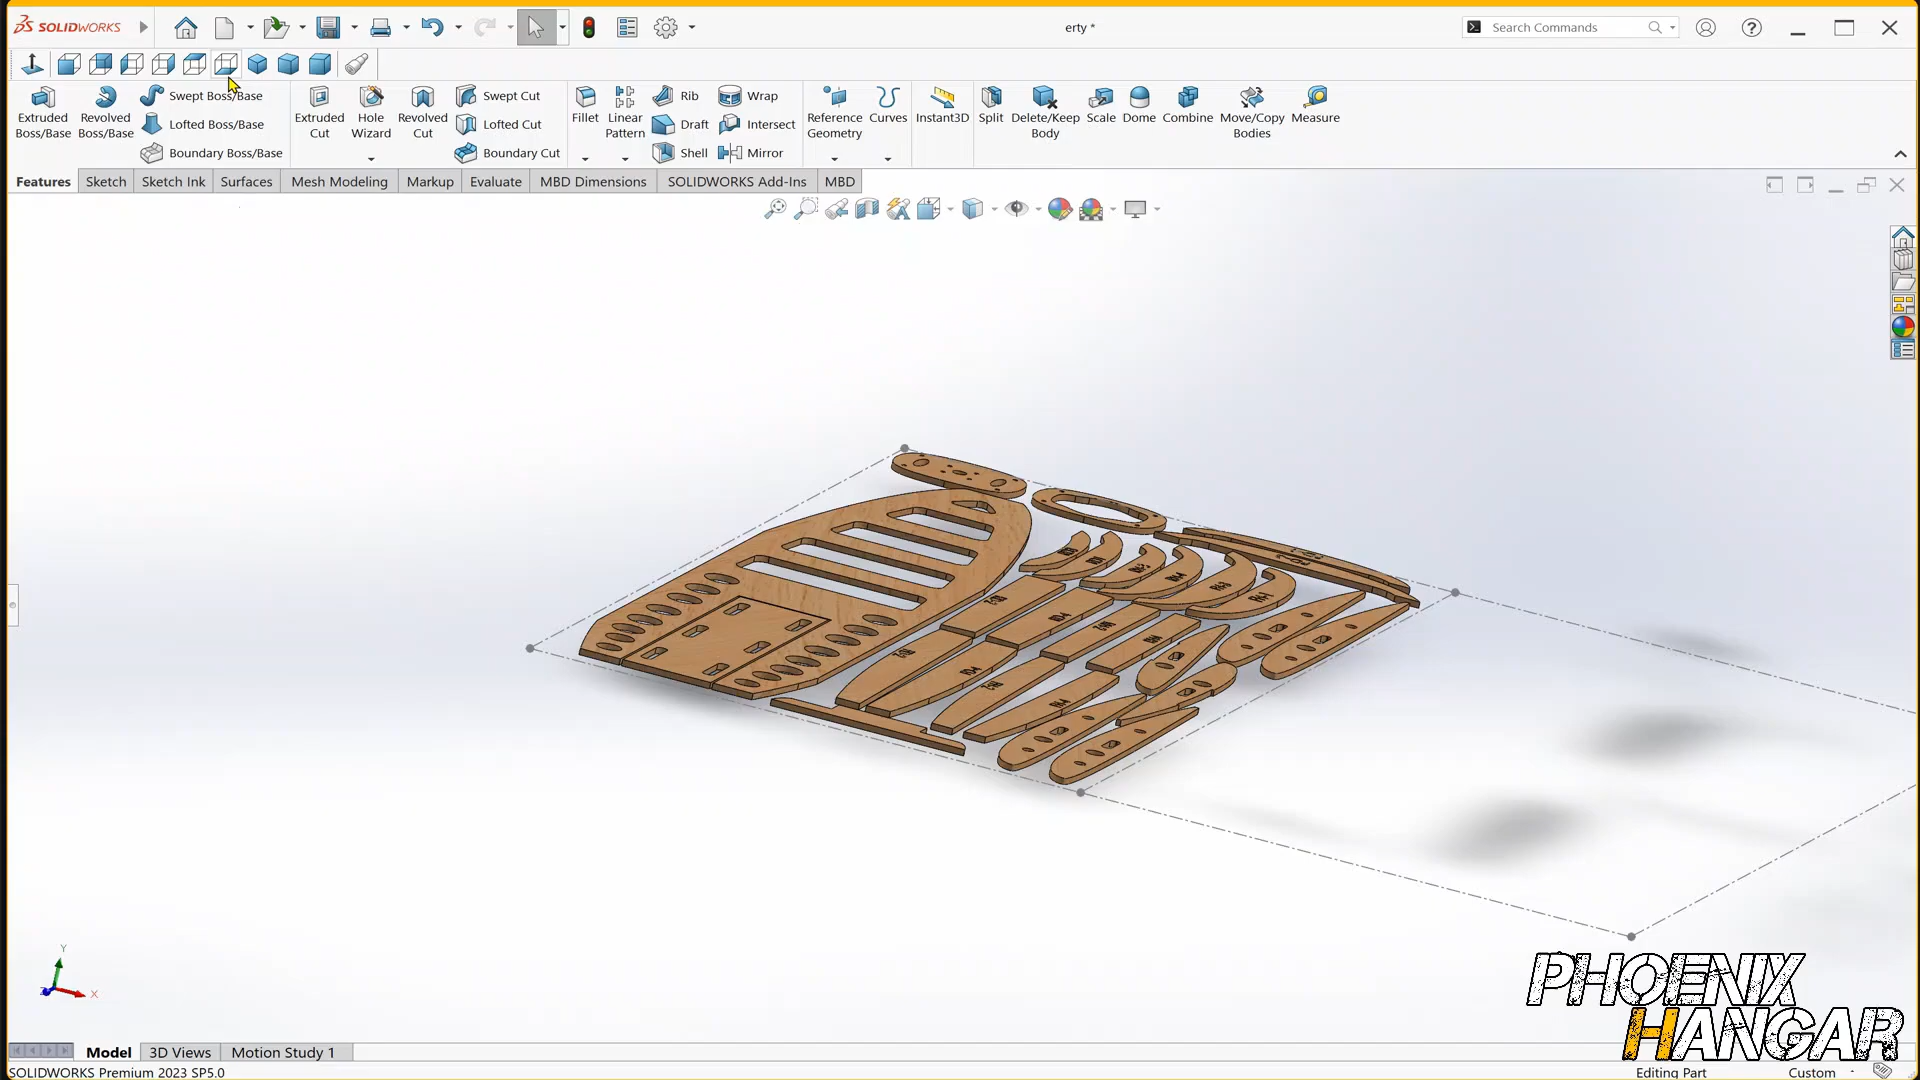 SOLIDWORKS
erty *
Search Commands
Extruded Boss/Base
Revolved Boss/Base
Swept Boss/Base
Lofted Boss/Base
Boundary Boss/Base
Extruded Cut
Hole Wizard
Revolved Cut
Swept Cut
Lofted Cut
Boundary Cut
Fillet
Linear Pattern
Rib
Draft
Shell
Wrap
Intersect
Mirror
Reference Geometry
Curves
Instant3D
Split
Delete/Keep Body
Scale
Dome
Combine
Move/Copy Bodies
Measure
Features
Sketch
Sketch Ink
Surfaces
Mesh Modeling
Markup
Evaluate
MBD Dimensions
SOLIDWORKS Add-Ins
MBD
Y
X
PHOENIX
HANGAR
Model
3D Views
Motion Study 1
SOLIDWORKS Premium 2023 SP5.0
Editing Part
Custom